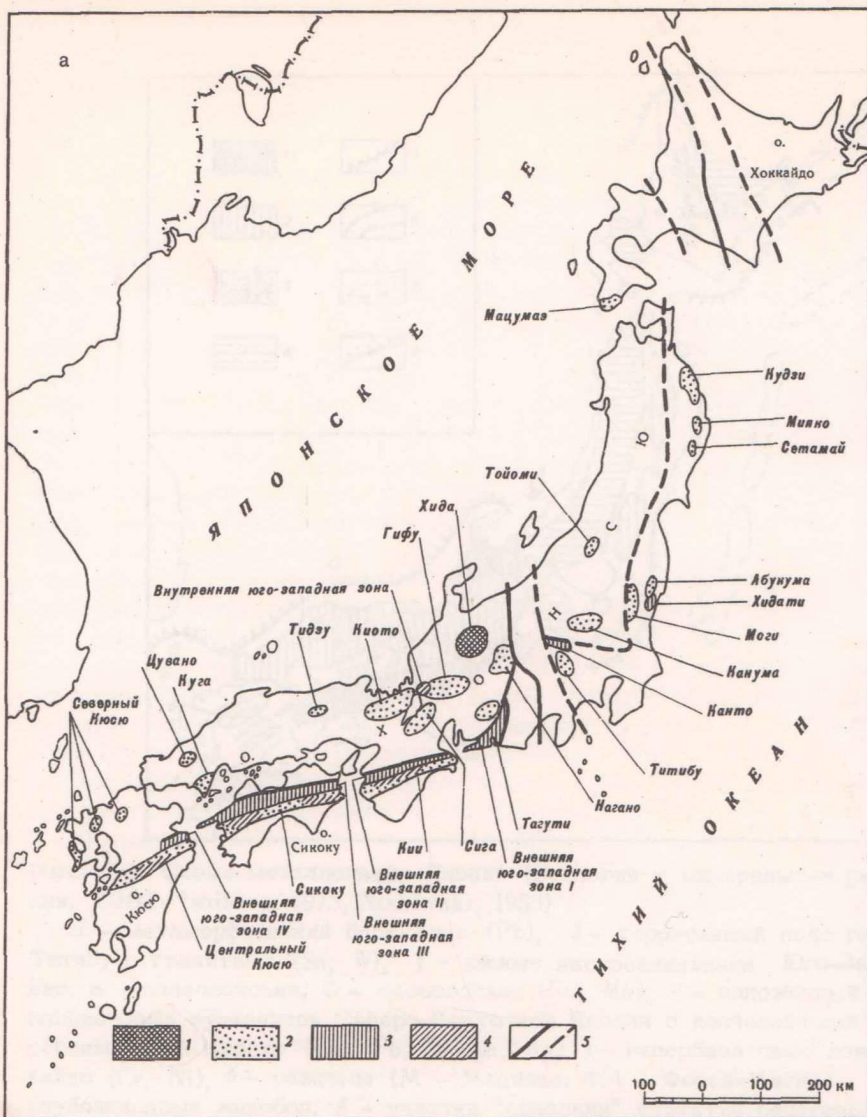 а
о.
Хоккайдо
ЯПОНСКОЕ МОРЕ
Мацумаэ
Кудзи
Мияко
Сетамай
Ю
Тойоми
С
Хида
Гифу
Внутренняя юго-западная зона
Абукума
Хидати
Моги
Н
Тидзу
Киото
Цувано
Куга
О
Северный
Кюсю
Канума
Канто
О
Х
О.
Титибу
Нагано
Тагути
Сига
Кии
о.
Сикоку
Внешняя
юго-западная
зона I
Внешняя
юго-западная
зона II
Сикоку
Внешняя
юго-западная
зона III
Внешняя
юго-западная
зона IV
Центральный
Кюсю
о.
Кюсю
ТИХИЙ ОКЕАН
1
2
3
4
5
100 0 100 200 км